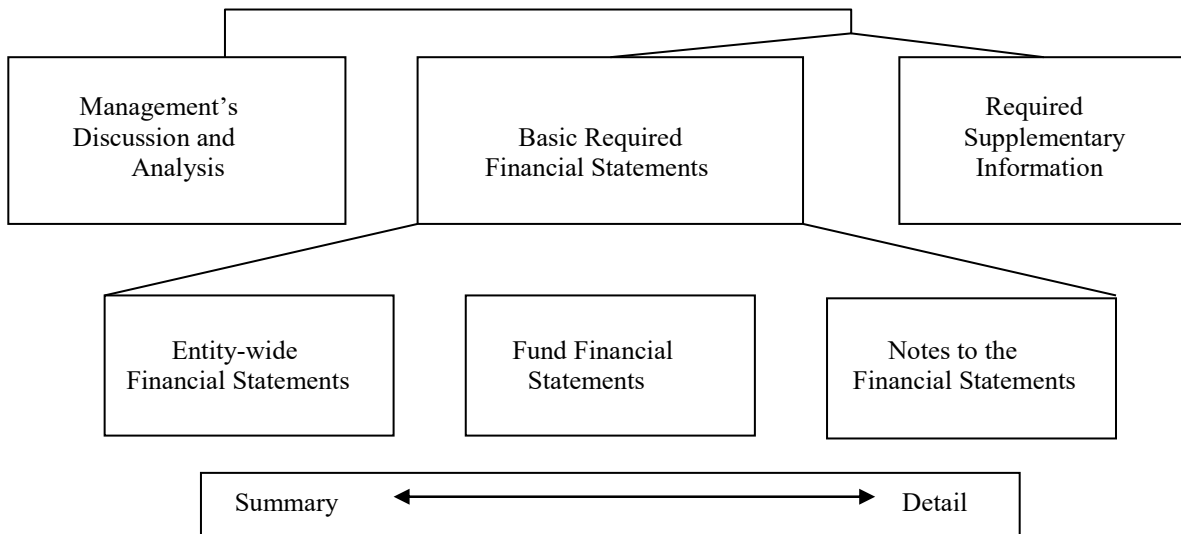 Management’s
Discussion and
Analysis
Basic Required
Financial Statements
Required
Supplementary
Information
Entity-wide
Financial Statements
Fund Financial
Statements
Notes to the
Financial Statements
Summary
Detail